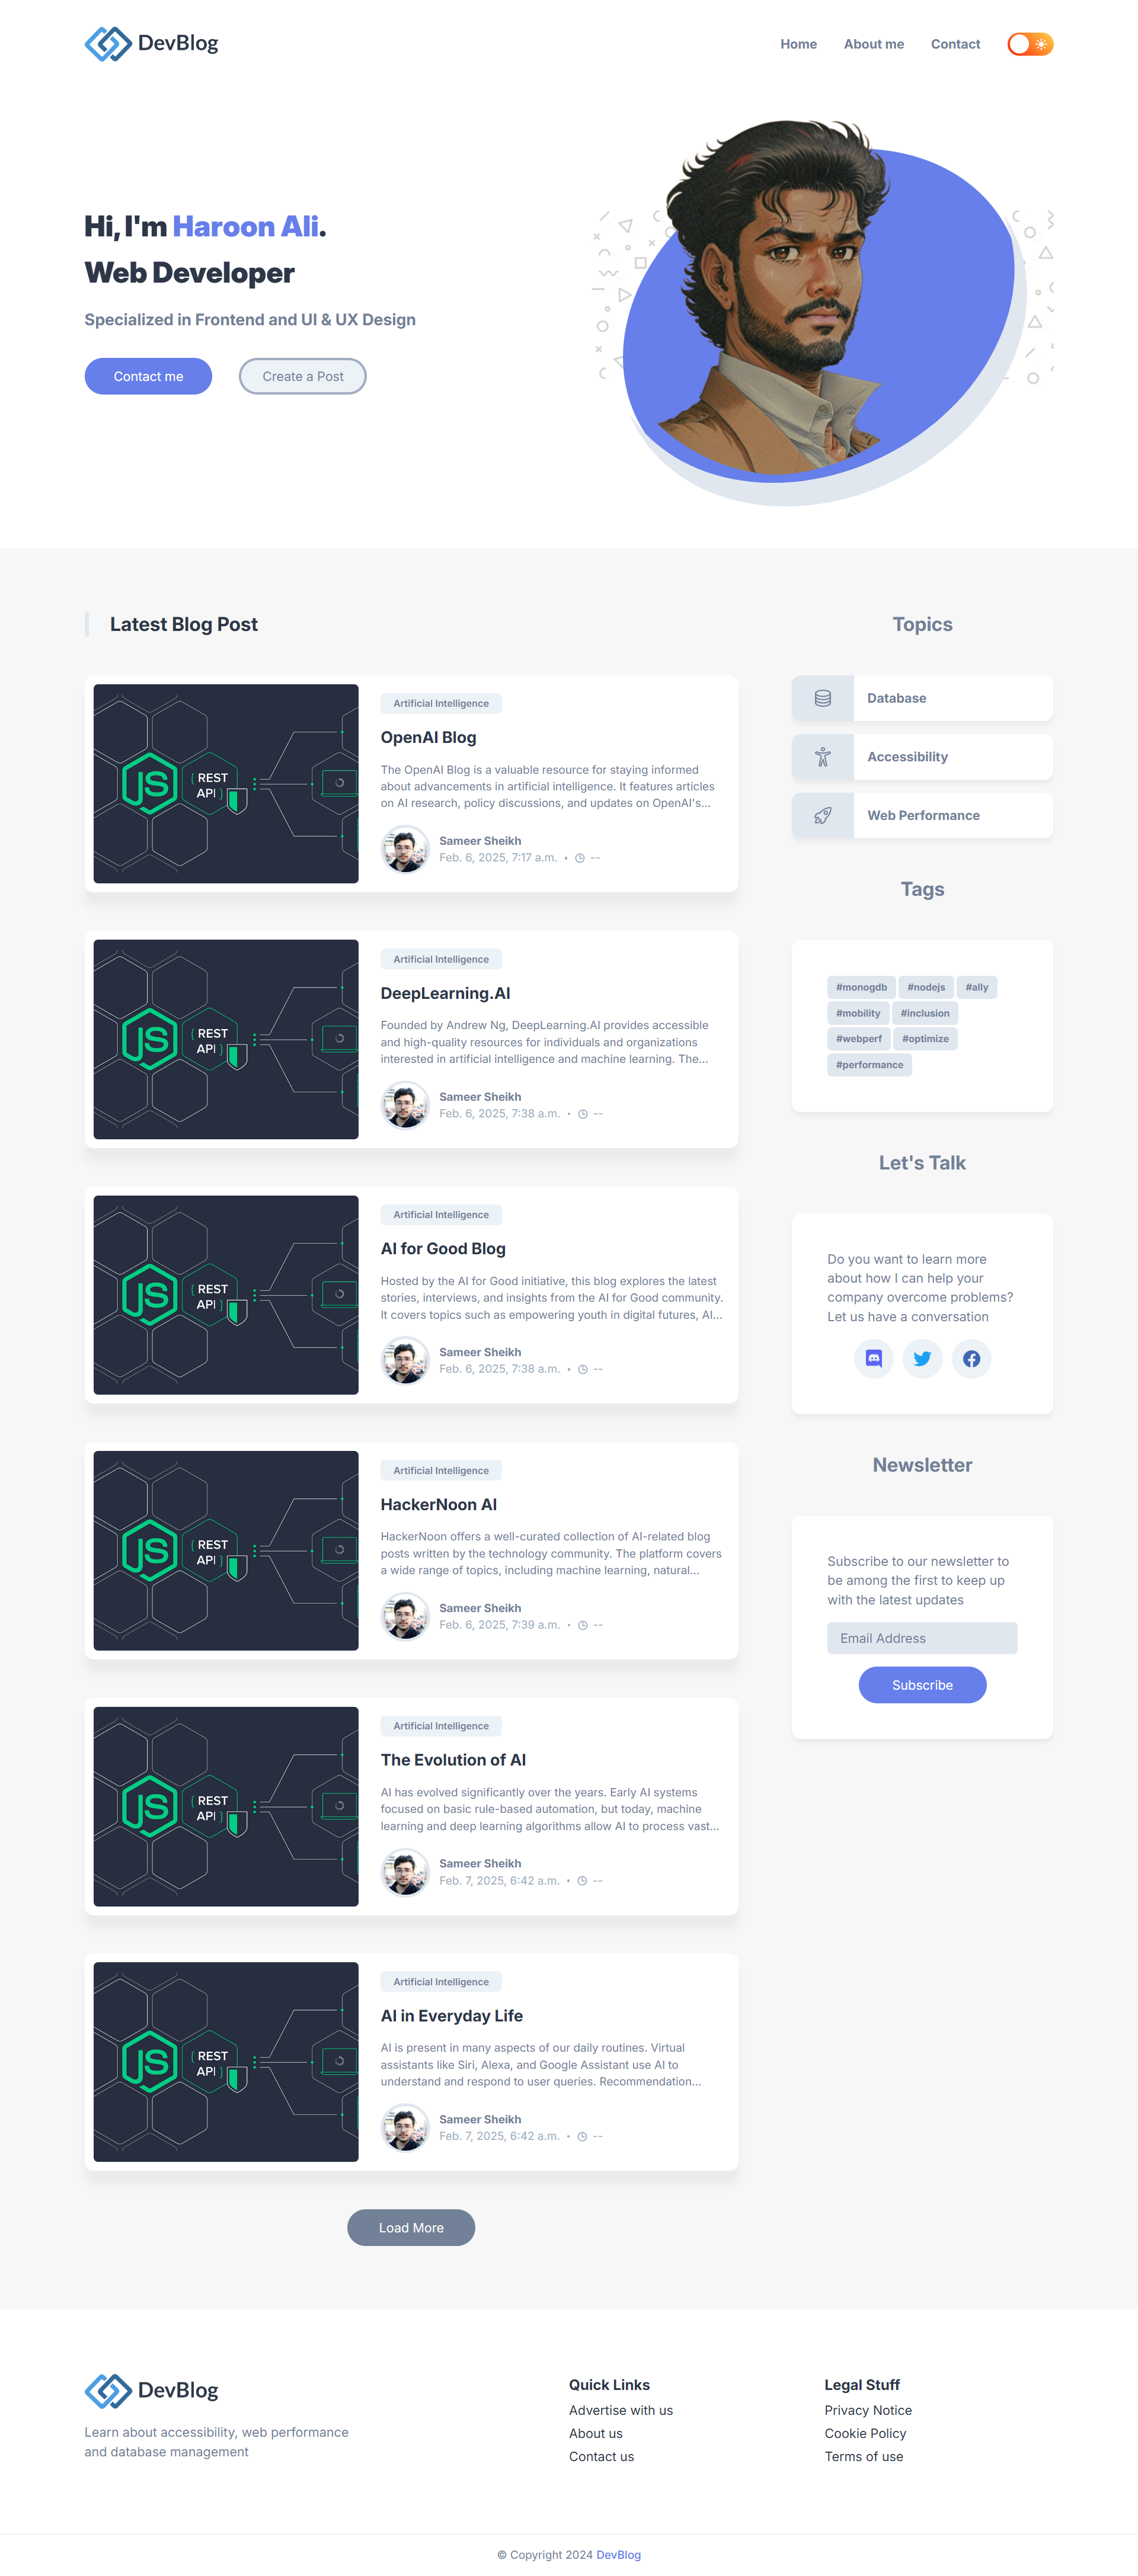 DevBlog
Home
About me
Contact
Hi, I'm Haroon Ali.
Web Developer
Specialized in Frontend and UI & UX Design
Contact me
Create a Post
Latest Blog Post
JS
{ REST
API }
Artificial Intelligence
OpenAI Blog
The OpenAI Blog is a valuable resource for staying informed
about advancements in artificial intelligence. It features articles
on AI research, policy discussions, and updates on OpenAI's...
Sameer Sheikh
Feb. 6, 2025, 7:17 a.m. • --
JS
{ REST
API }
Artificial Intelligence
DeepLearning.AI
Founded by Andrew Ng, DeepLearning.AI provides accessible
and high-quality resources for individuals and organizations
interested in artificial intelligence and machine learning. The...
Sameer Sheikh
Feb. 6, 2025, 7:38 a.m. • --
JS
{ REST
API }
Artificial Intelligence
AI for Good Blog
Hosted by the AI for Good initiative, this blog explores the latest
stories, interviews, and insights from the AI for Good community.
It covers topics such as empowering youth in digital futures, AI...
Sameer Sheikh
Feb. 6, 2025, 7:38 a.m. • --
JS
{ REST
API }
Artificial Intelligence
HackerNoon AI
HackerNoon offers a well-curated collection of AI-related blog
posts written by the technology community. The platform covers
a wide range of topics, including machine learning, natural...
Sameer Sheikh
Feb. 6, 2025, 7:39 a.m. • --
JS
{ REST
API }
Artificial Intelligence
The Evolution of AI
AI has evolved significantly over the years. Early AI systems
focused on basic rule-based automation, but today, machine
learning and deep learning algorithms allow AI to process vast...
Sameer Sheikh
Feb. 7, 2025, 6:42 a.m. • --
JS
{ REST
API }
Artificial Intelligence
AI in Everyday Life
AI is present in many aspects of our daily routines. Virtual
assistants like Siri, Alexa, and Google Assistant use AI to
understand and respond to user queries. Recommendation...
Sameer Sheikh
Feb. 7, 2025, 6:42 a.m. • --
Load More
Topics
Database
Accessibility
Web Performance
Tags
#monogdb #nodejs #ally
#mobility #inclusion
#webperf #optimize
#performance
Let's Talk
Do you want to learn more
about how I can help your
company overcome problems?
Let us have a conversation
Newsletter
Subscribe to our newsletter to
be among the first to keep up
with the latest updates
Email Address
Subscribe
DevBlog
Learn about accessibility, web performance
and database management
Quick Links
Advertise with us
About us
Contact us
Legal Stuff
Privacy Notice
Cookie Policy
Terms of use
© Copyright 2024 DevBlog